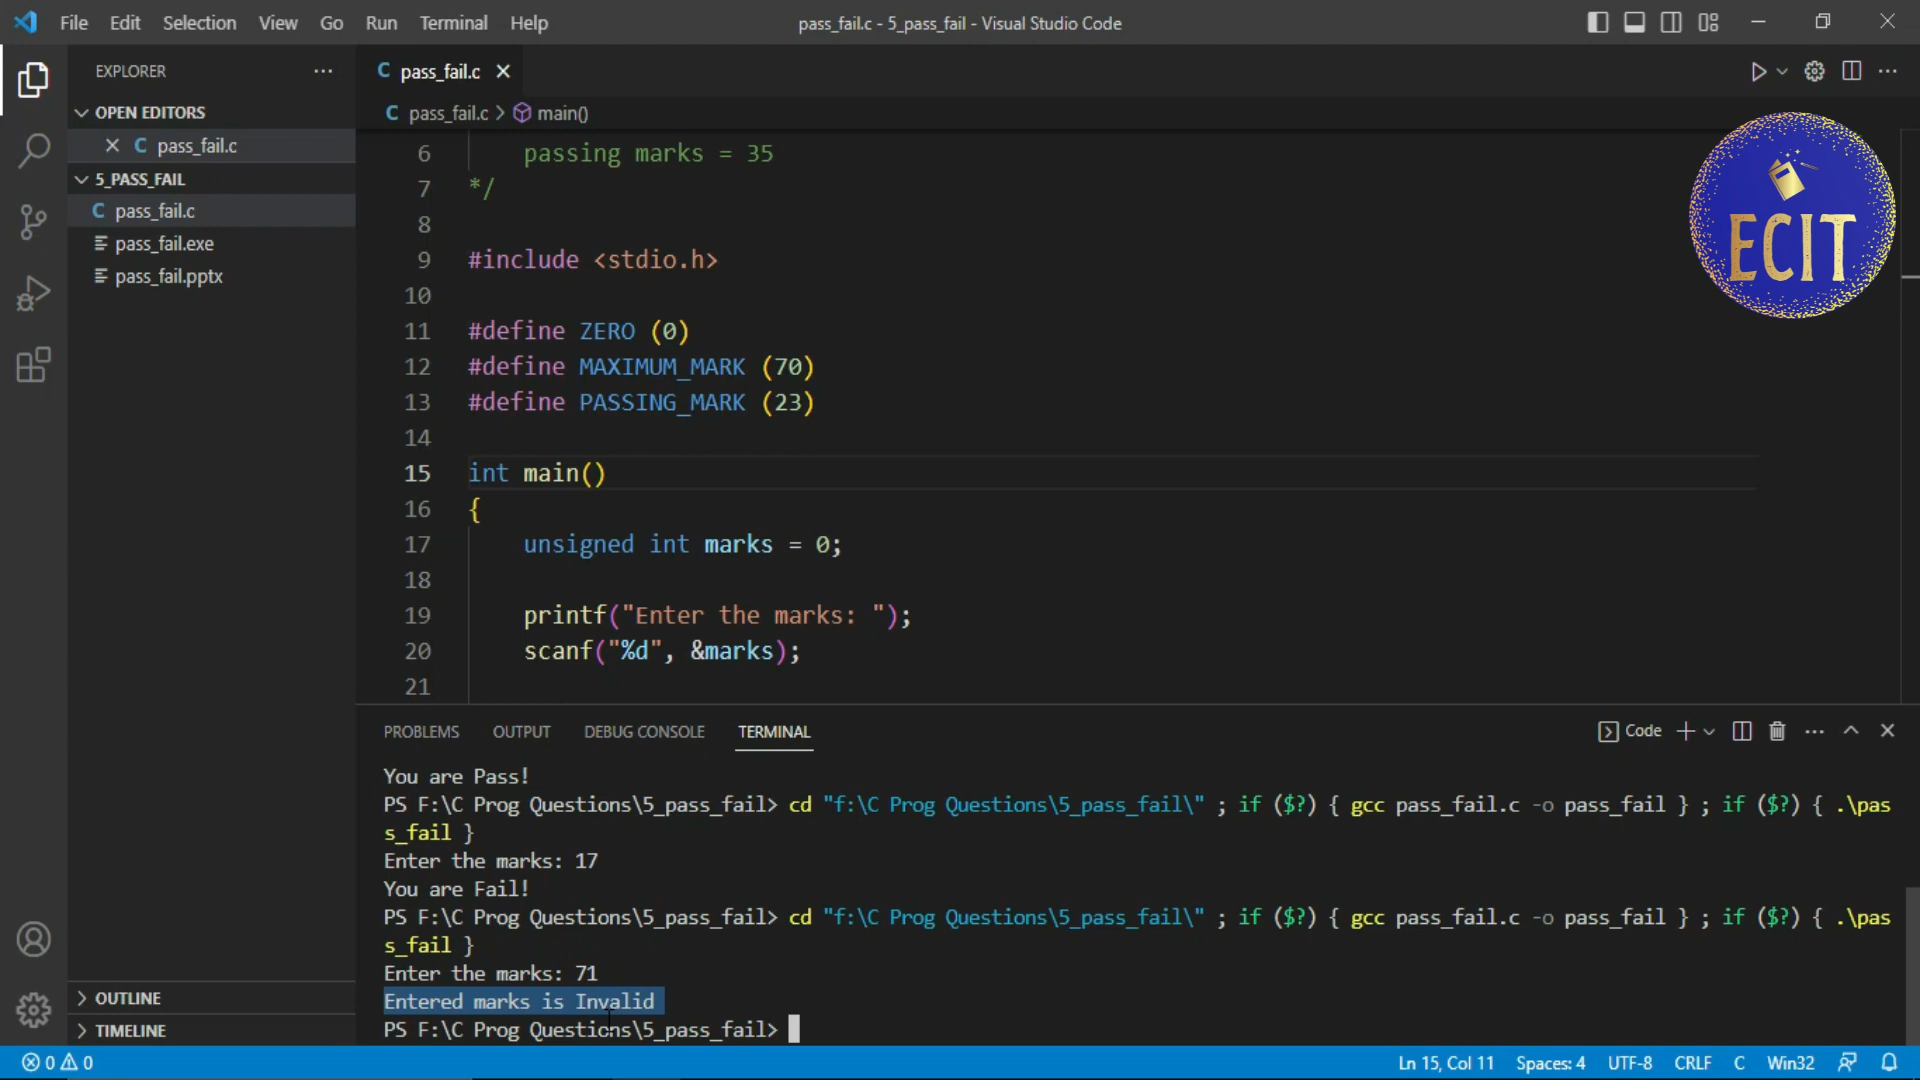 File Edit Selection View Go Run Terminal Help
pass_fail.c - 5_pass_fail - Visual Studio Code
EXPLORER
OPEN EDITORS
C pass_fail.c
5_PASS_FAIL
C pass_fail.c
pass_fail.exe
pass_fail.pptx
OUTLINE
TIMELINE
C pass_fail.c
C pass_fail.c > main()
6 passing marks = 35
7 */
8
9 #include <stdio.h>
10
11 #define ZERO (0)
12 #define MAXIMUM_MARK (70)
13 #define PASSING_MARK (23)
14
15 int main()
16 {
17 unsigned int marks = 0;
18
19 printf("Enter the marks: ");
20 scanf("%d", &marks);
21
ECIT
PROBLEMS OUTPUT DEBUG CONSOLE TERMINAL
Code
You are Pass!
PS F:\C Prog Questions\5_pass_fail> cd "f:\C Prog Questions\5_pass_fail\" ; if ($?) { gcc pass_fail.c -o pass_fail } ; if ($?) { .\pas
s_fail }
Enter the marks: 17
You are Fail!
PS F:\C Prog Questions\5_pass_fail> cd "f:\C Prog Questions\5_pass_fail\" ; if ($?) { gcc pass_fail.c -o pass_fail } ; if ($?) { .\pas
s_fail }
Enter the marks: 71
Entered marks is Invalid
PS F:\C Prog Questions\5_pass_fail>
0 0
Ln 15, Col 11 Spaces: 4 UTF-8 CRLF C Win32